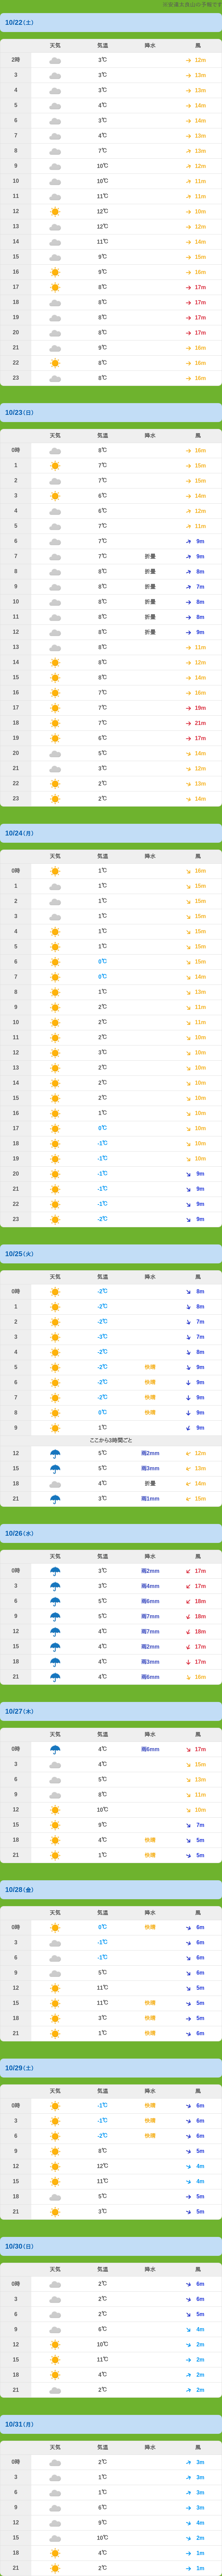 10/22(土)
天気 気温 降水 風
2時 3℃ 12m
3 3℃ 13m
4 3℃ 13m
5 4℃ 14m
6 3℃ 14m
7 4℃ 13m
8 7℃ 13m
9 10℃ 12m
10 10℃ 11m
11 11℃ 11m
12 12℃ 10m
13 12℃ 12m
14 11℃ 14m
15 9℃ 15m
16 9℃ 16m
17 8℃ 17m
18 8℃ 17m
19 8℃ 17m
20 8℃ 17m
21 9℃ 16m
22 8℃ 16m
23 8℃ 16m
10/23(日)
天気 気温 降水 風
0時 8℃ 16m
1 7℃ 15m
2 7℃ 15m
3 6℃ 14m
4 6℃ 12m
5 7℃ 11m
6 7℃ 9m
7 7℃ 折曇 9m
8 8℃ 折曇 8m
9 8℃ 折曇 7m
10 8℃ 折曇 8m
11 8℃ 折曇 8m
12 8℃ 折曇 9m
13 8℃ 11m
14 8℃ 12m
15 8℃ 14m
16 7℃ 16m
17 7℃ 19m
18 7℃ 21m
19 6℃ 17m
20 5℃ 14m
21 3℃ 12m
22 2℃ 13m
23 2℃ 14m
10/24(月)
天気 気温 降水 風
0時 1℃ 16m
1 1℃ 15m
2 1℃ 15m
3 1℃ 15m
4 1℃ 15m
5 1℃ 15m
6 0℃ 15m
7 0℃ 14m
8 1℃ 13m
9 2℃ 11m
10 2℃ 11m
11 2℃ 10m
12 3℃ 10m
13 2℃ 10m
14 2℃ 10m
15 2℃ 10m
16 1℃ 10m
17 0℃ 10m
18 -1℃ 10m
19 -1℃ 10m
20 -1℃ 9m
21 -1℃ 9m
22 -1℃ 9m
23 -2℃ 9m
10/25(火)
天気 気温 降水 風
0時 -2℃ 8m
1 -2℃ 8m
2 -2℃ 7m
3 -3℃ 7m
4 -2℃ 8m
5 -2℃ 快晴 9m
6 -2℃ 快晴 9m
7 -2℃ 快晴 9m
8 0℃ 快晴 9m
9 1℃ 9m
ここから3時間ごと
12 5℃ 雨2mm 12m
15 5℃ 雨3mm 13m
18 4℃ 折曇 14m
21 3℃ 雨1mm 15m
10/26(水)
天気 気温 降水 風
0時 3℃ 雨2mm 17m
3 3℃ 雨4mm 17m
6 5℃ 雨6mm 18m
9 5℃ 雨7mm 18m
12 4℃ 雨7mm 18m
15 4℃ 雨2mm 17m
18 4℃ 雨3mm 17m
21 4℃ 雨6mm 16m
10/27(木)
天気 気温 降水 風
0時 4℃ 雨6mm 17m
3 4℃ 15m
6 5℃ 13m
9 8℃ 11m
12 10℃ 10m
15 9℃ 7m
18 4℃ 快晴 5m
21 1℃ 快晴 5m
10/28(金)
天気 気温 降水 風
0時 0℃ 快晴 6m
3 -1℃ 6m
6 -1℃ 6m
9 5℃ 6m
12 11℃ 5m
15 11℃ 快晴 5m
18 3℃ 快晴 5m
21 1℃ 快晴 6m
10/29(土)
天気 気温 降水 風
0時 -1℃ 快晴 6m
3 -1℃ 快晴 6m
6 -2℃ 快晴 6m
9 8℃ 5m
12 12℃ 4m
15 11℃ 4m
18 5℃ 5m
21 3℃ 5m
10/30(日)
天気 気温 降水 風
0時 2℃ 6m
3 2℃ 6m
6 2℃ 5m
9 6℃ 4m
12 10℃ 2m
15 11℃ 2m
18 4℃ 2m
21 2℃ 2m
10/31(月)
天気 気温 降水 風
0時 2℃ 3m
3 1℃ 3m
6 1℃ 3m
9 6℃ 3m
12 9℃ 4m
15 10℃ 2m
18 4℃ 1m
21 2℃ 1m